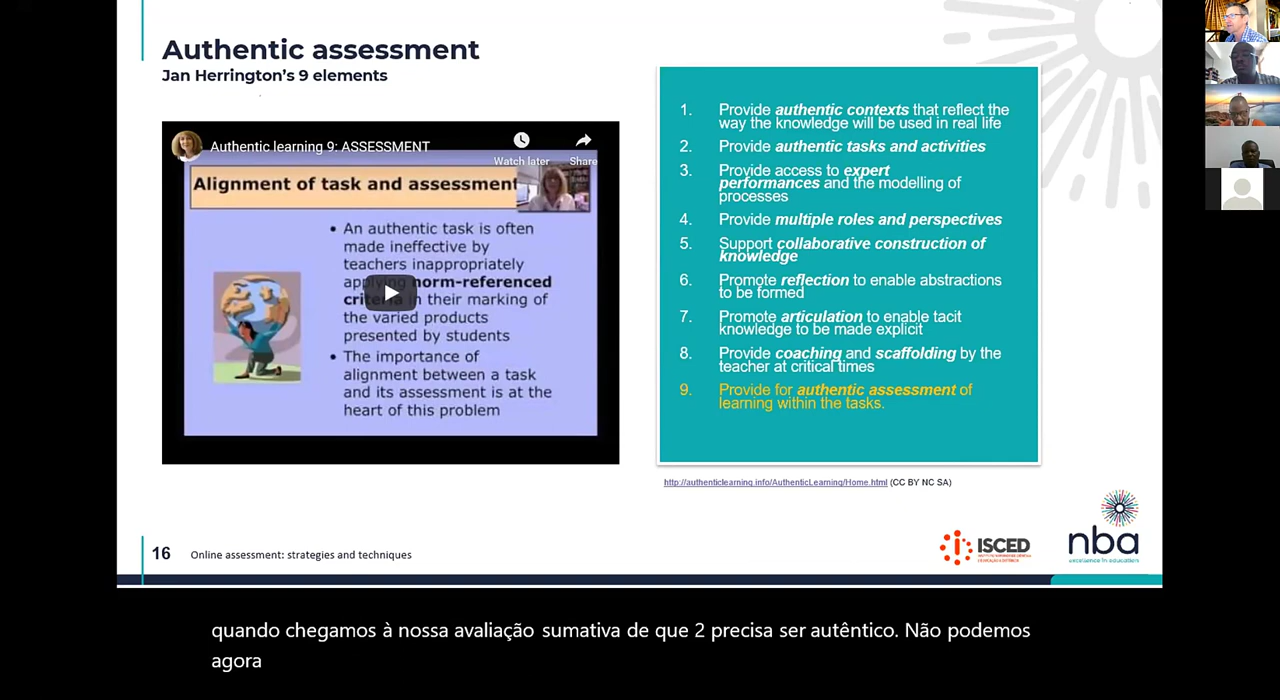 Authentic assessment
Jan Herrington's 9 elements
Authentic learning 9: ASSESSMENT
Watch later
Share
Alignment of task and assessment
• An authentic task is often
made ineffective by
teachers inappropriately
norm-referenced
in their marking of
the varied products
presented by students
• The importance of
alignment between a task
and its assessment is at the
heart of this problem
1. Provide authentic contexts that reflect the
way the knowledge will be used in real life
2. Provide authentic tasks and activities
3. Provide access to expert
performances and the modelling of
processes
4. Provide multiple roles and perspectives
5. Support collaborative construction of
knowledge
6. Promote reflection to enable abstractions
to be formed
7. Promote articulation to enable tacit
knowledge to be made explicit
8. Provide coaching and scaffolding by the
teacher at critical times
9. Provide for authentic assessment of
learning within the tasks.
http://authenticlearning.info/AuthenticLearning/Home.html (CC BY NC SA)
16 Online assessment: strategies and techniques
ISCED
nba
excellence in education
quando chegamos à nossa avaliação sumativa de que 2 precisa ser autêntico. Não podemos
agora